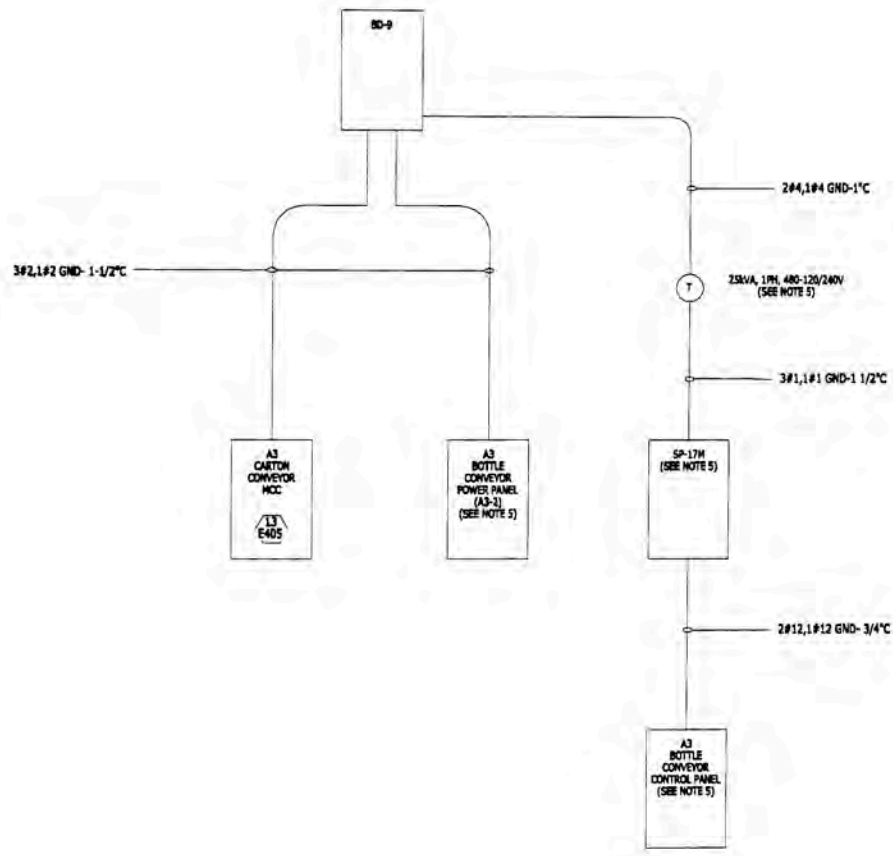 BD-9
2#4,1#4 GND-1"C
3#2,1#2 GND- 1-1/2"C
25kVA, 1PH, 480-120/240V
(SEE NOTE 5)
3#1,1#1 GND-1 1/2"C
A3
CARTON
CONVEYOR
MCC
13
E405
A3
BOTTLE
CONVEYOR
POWER PANEL
(A3-2)
(SEE NOTE 5)
T
SP-17M
(SEE NOTE 5)
2#12,1#12 GND- 3/4"C
A3
BOTTLE
CONVEYOR
CONTROL PANEL
(SEE NOTE 5)